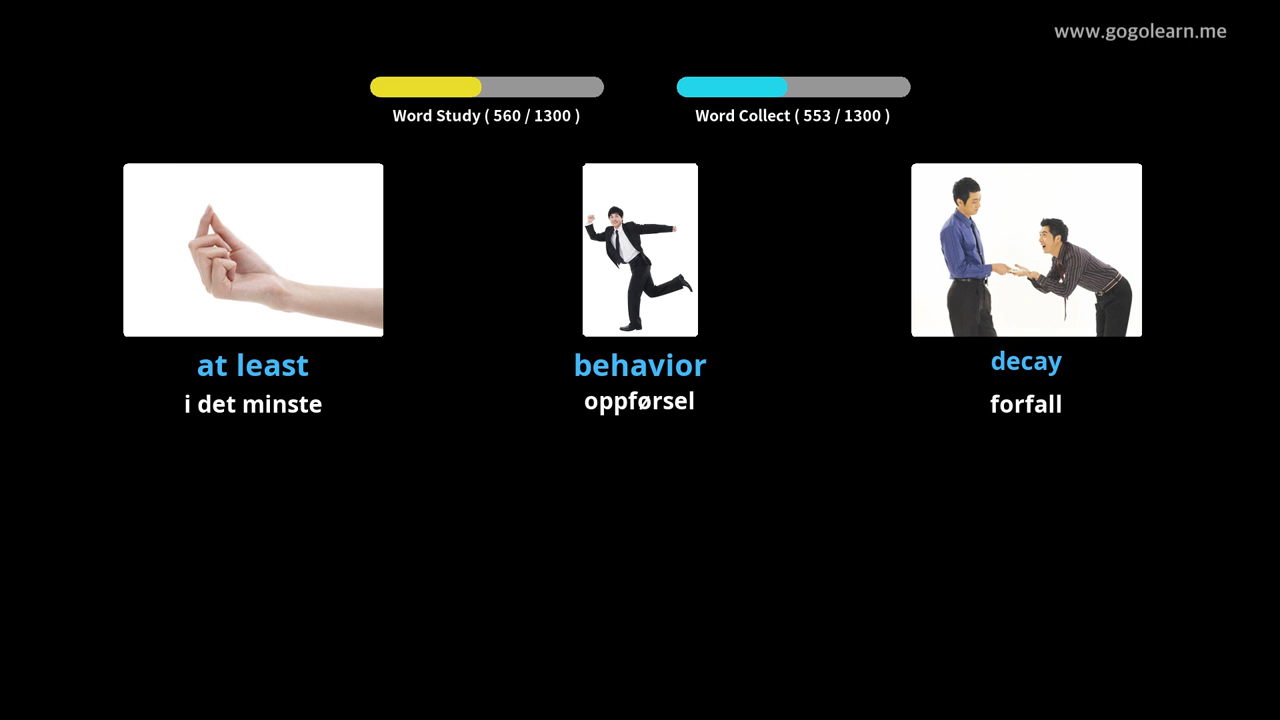 www.gogolearn.me
Word Study ( 560 / 1300 )
Word Collect ( 553 / 1300 )
at least
i det minste
behavior
oppførsel
decay
forfall